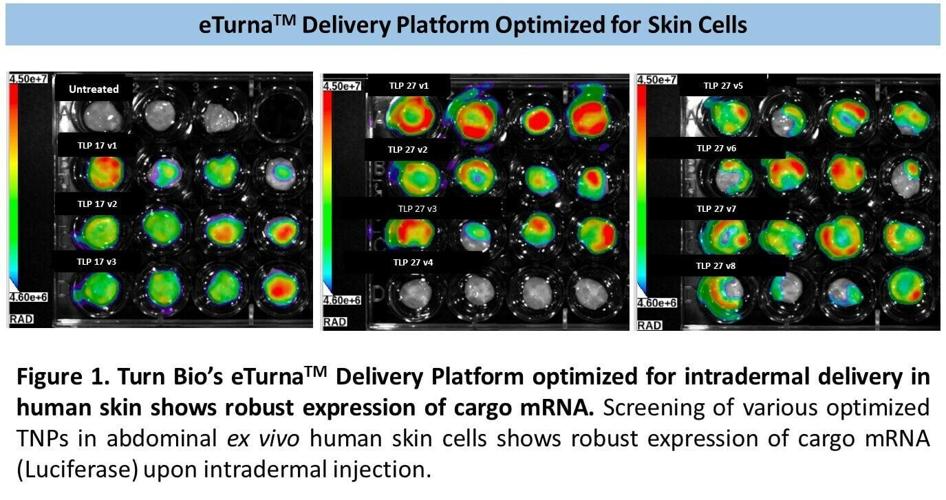 eTurna™ Delivery Platform Optimized for Skin Cells
4.50e+7
Untreated
TLP 17 v1
TLP 17 v2
TLP 17 v3
4.60e+6
RAD
4.50e+7
TLP 27 v1
TLP 27 v2
TLP 27 v3
TLP 27 v4
4.60e+6
RAD
4.50e+7
TLP 27 v5
TLP 27 v6
TLP 27 v7
TLP 27 v8
4.60e+6
RAD
Figure 1. Turn Bio’s eTurna™ Delivery Platform optimized for intradermal delivery in
human skin shows robust expression of cargo mRNA. Screening of various optimized
TNPs in abdominal ex vivo human skin cells shows robust expression of cargo mRNA
(Luciferase) upon intradermal injection.